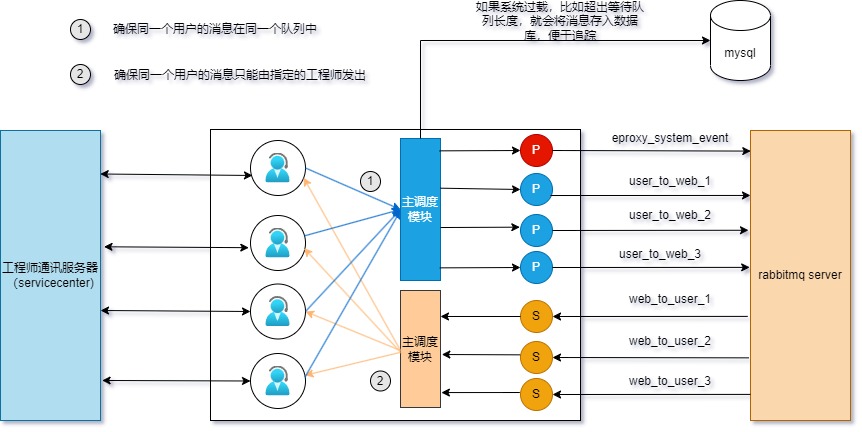 1 确保同一个用户的消息在同一个队列中
2 确保同一个用户的消息只能由指定的工程师发出
如果系统过载，比如超出等待队
列长度，就会将消息存入数据
库，便于追踪
mysql
工程师通讯服务器
（servicecenter)
1
主调度
模块
P
P
P
P
eproxy_system_event
user_to_web_1
user_to_web_2
user_to_web_3
rabbitmq server
主调度
模块
2
S
S
S
web_to_user_1
web_to_user_2
web_to_user_3